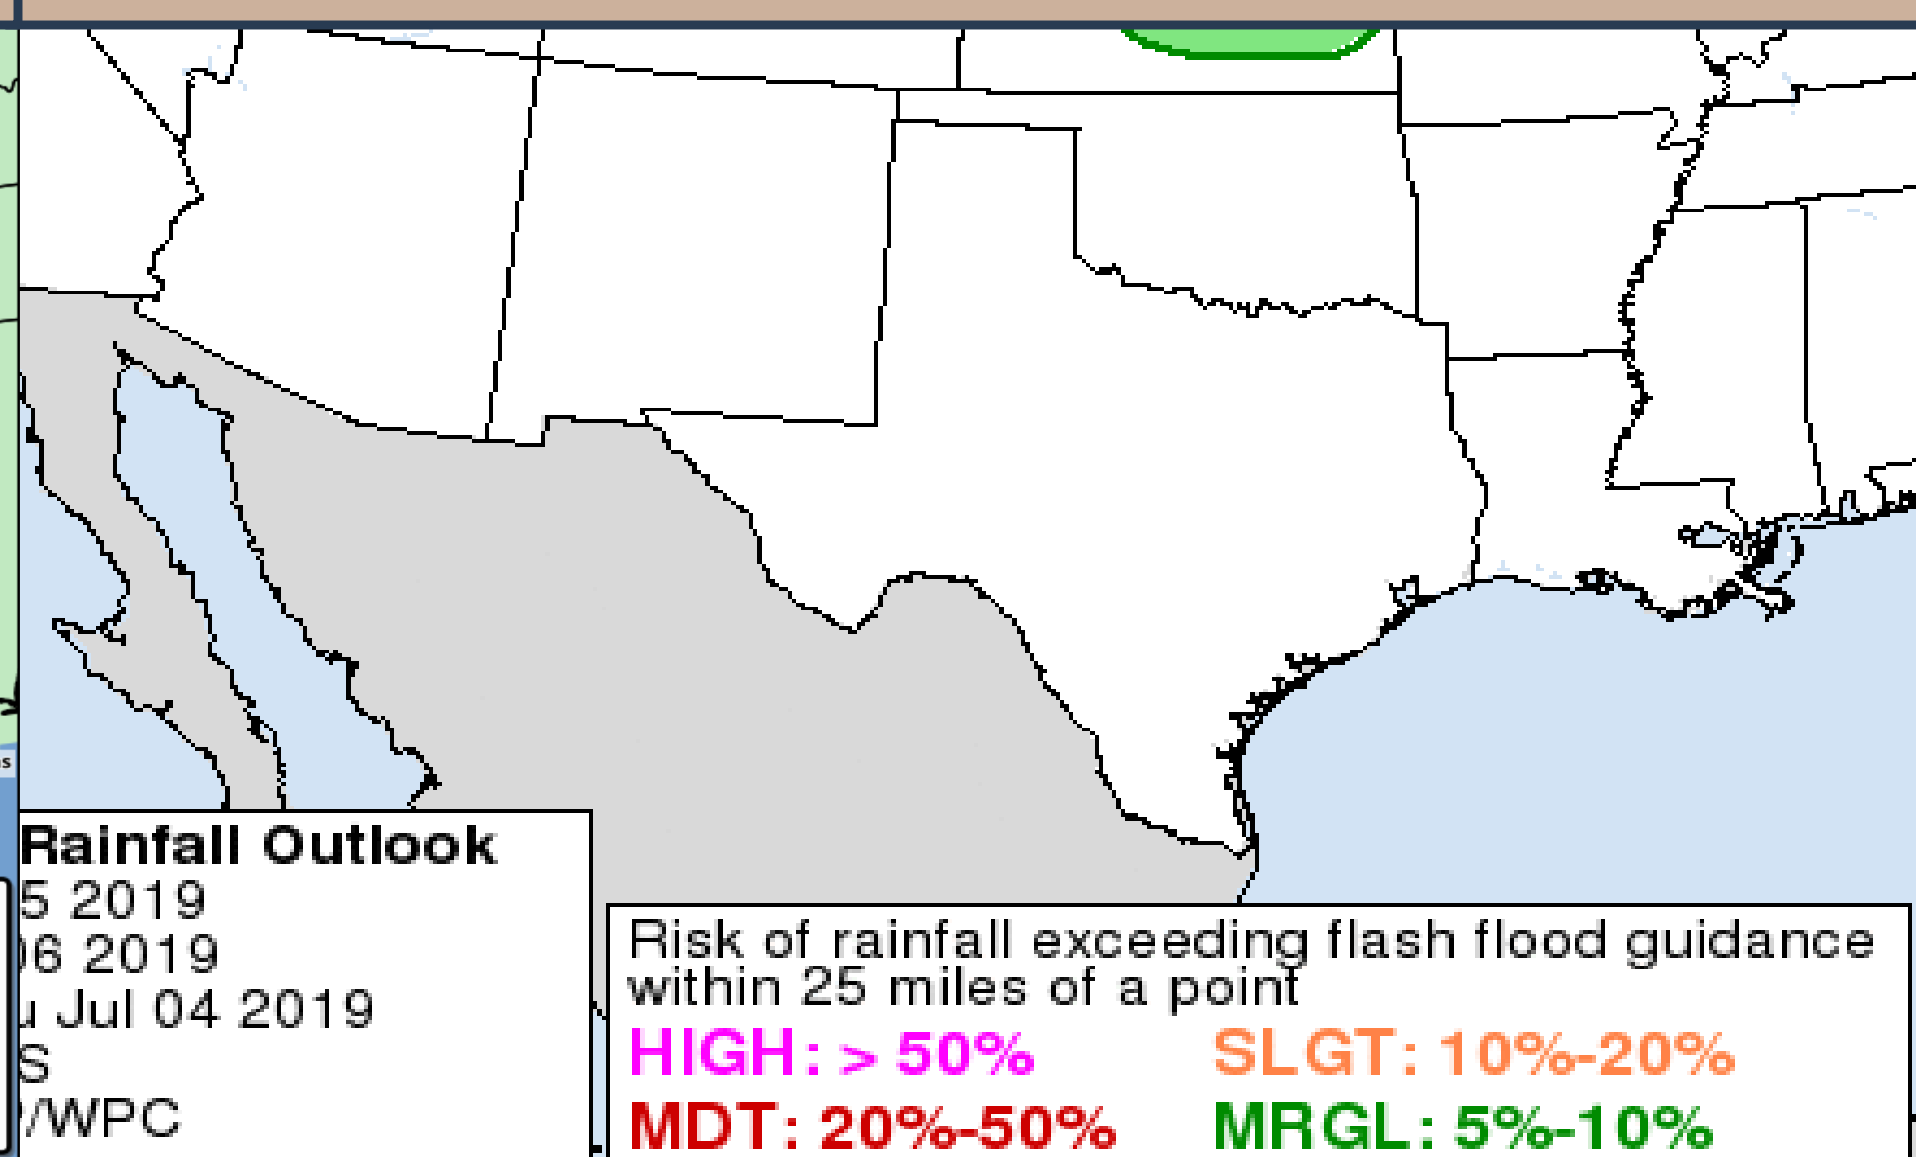 s
Rainfall Outlook
5 2019
06 2019
u Jul 04 2019
S
/WPC
Risk of rainfall exceeding flash flood guidance
within 25 miles of a point
HIGH: > 50% SLGT: 10%-20%
MDT: 20%-50% MRGL: 5%-10%